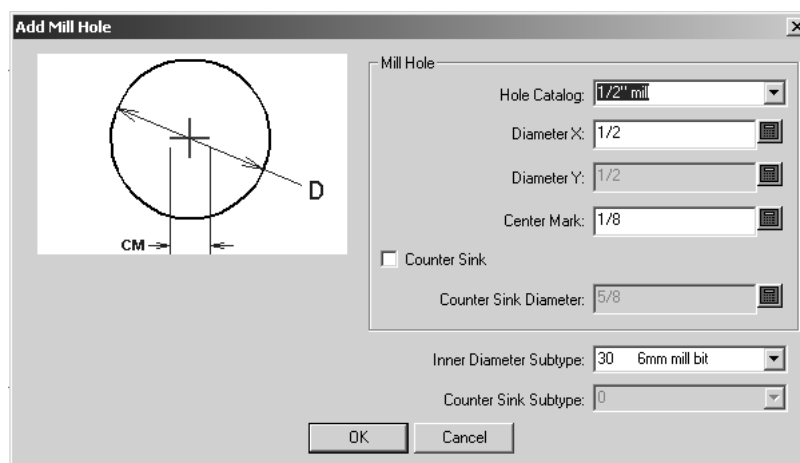 Add Mill Hole
D
CM
Mill Hole
Hole Catalog: 1/2" mill
Diameter X: 1/2
Diameter Y: 1/2
Center Mark: 1/8
Counter Sink
Counter Sink Diameter: 5/8
Inner Diameter Subtype: 30 6mm mill bit
Counter Sink Subtype: 0
OK Cancel